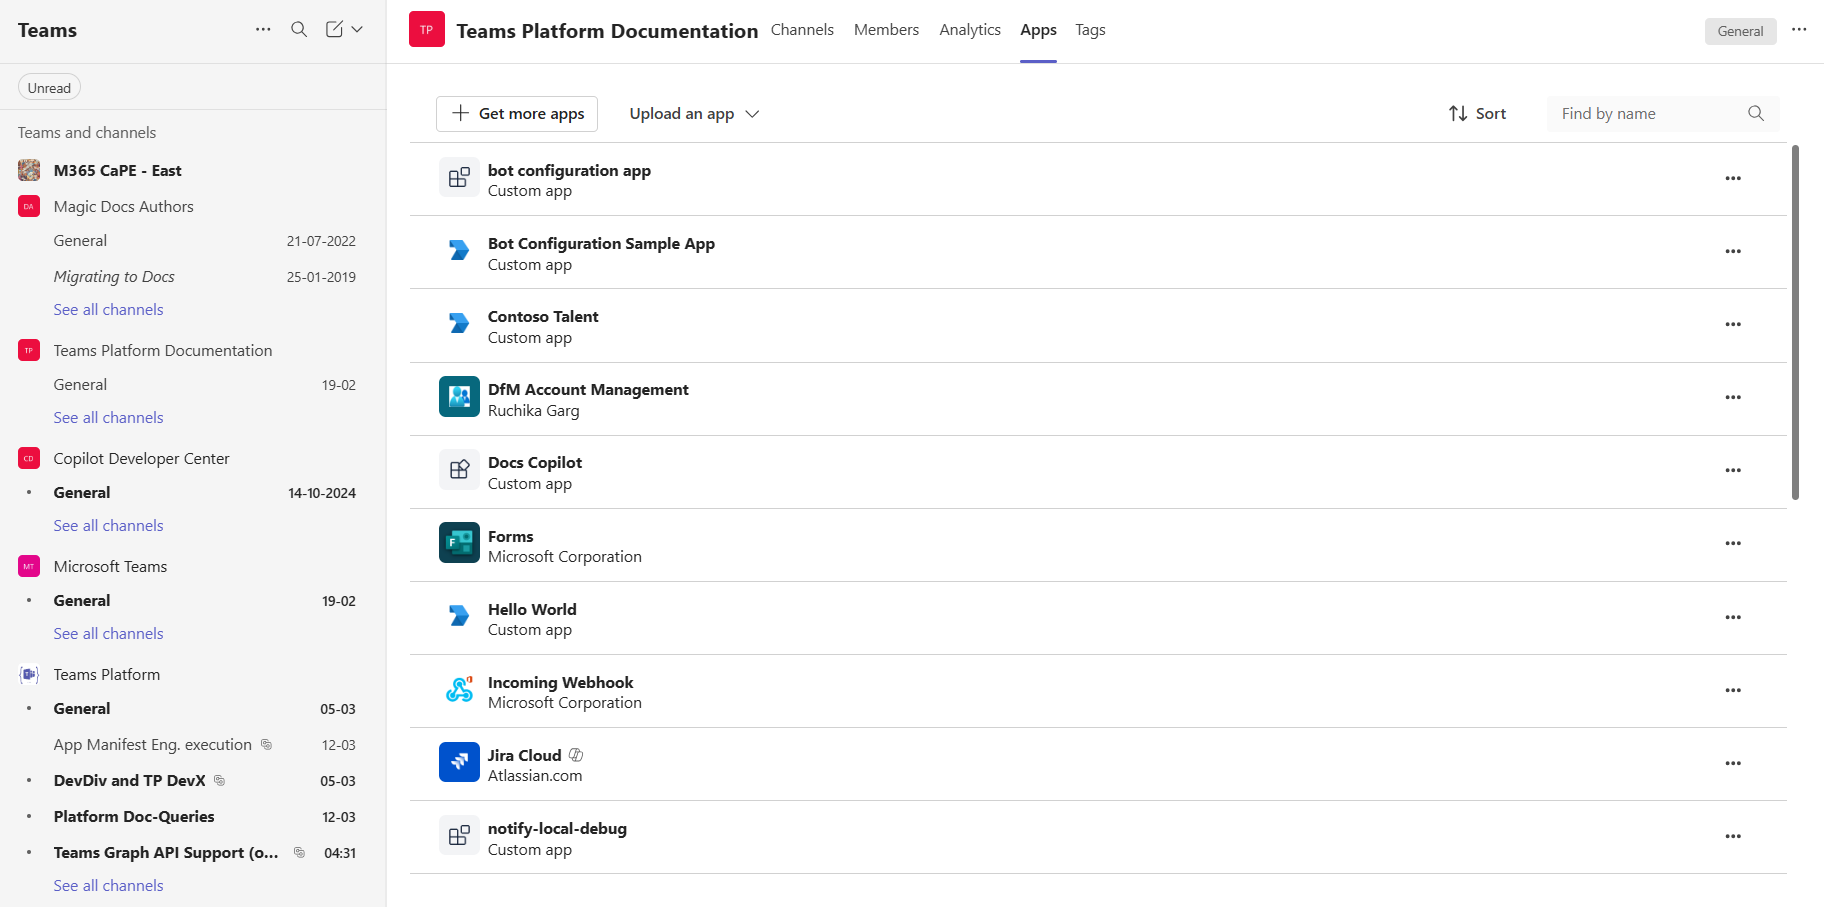 Teams
Unread
Teams and channels
M365 CaPE - East
DA Magic Docs Authors
General 21-07-2022
Migrating to Docs 25-01-2019
See all channels
TP Teams Platform Documentation
General 19-02
See all channels
CD Copilot Developer Center
General 14-10-2024
See all channels
MT Microsoft Teams
General 19-02
See all channels
Teams Platform
General 05-03
App Manifest Eng. execution 12-03
DevDiv and TP DevX 05-03
Platform Doc-Queries 12-03
Teams Graph API Support (o... 04:31
See all channels
TP Teams Platform Documentation Channels Members Analytics Apps Tags General
Get more apps Upload an app Sort Find by name
bot configuration app
Custom app
Bot Configuration Sample App
Custom app
Contoso Talent
Custom app
DfM Account Management
Ruchika Garg
Docs Copilot
Custom app
F Forms
Microsoft Corporation
Hello World
Custom app
Incoming Webhook
Microsoft Corporation
Jira Cloud
Atlassian.com
notify-local-debug
Custom app